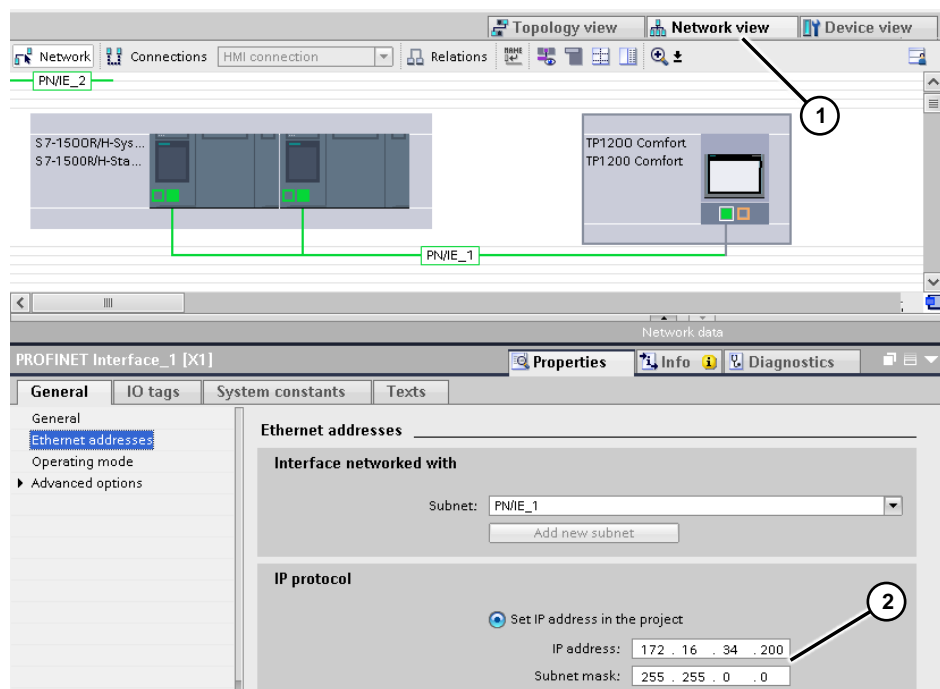 Topology view Network view Device view
Network Connections HMI connection Relations
PN/IE_2
1
S7-1500R/H-Sys...
S7-1500R/H-Sta...
TP1200 Comfort
TP1200 Comfort
PN/IE_1
Network data
PROFINET Interface_1 [X1] Properties Info Diagnostics
General IO tags System constants Texts
General
Ethernet addresses
Operating mode
Advanced options
Ethernet addresses
Interface networked with
Subnet: PN/IE_1
Add new subnet
IP protocol
2
Set IP address in the project
IP address: 172 . 16 . 34 . 200
Subnet mask: 255 . 255 . 0 . 0